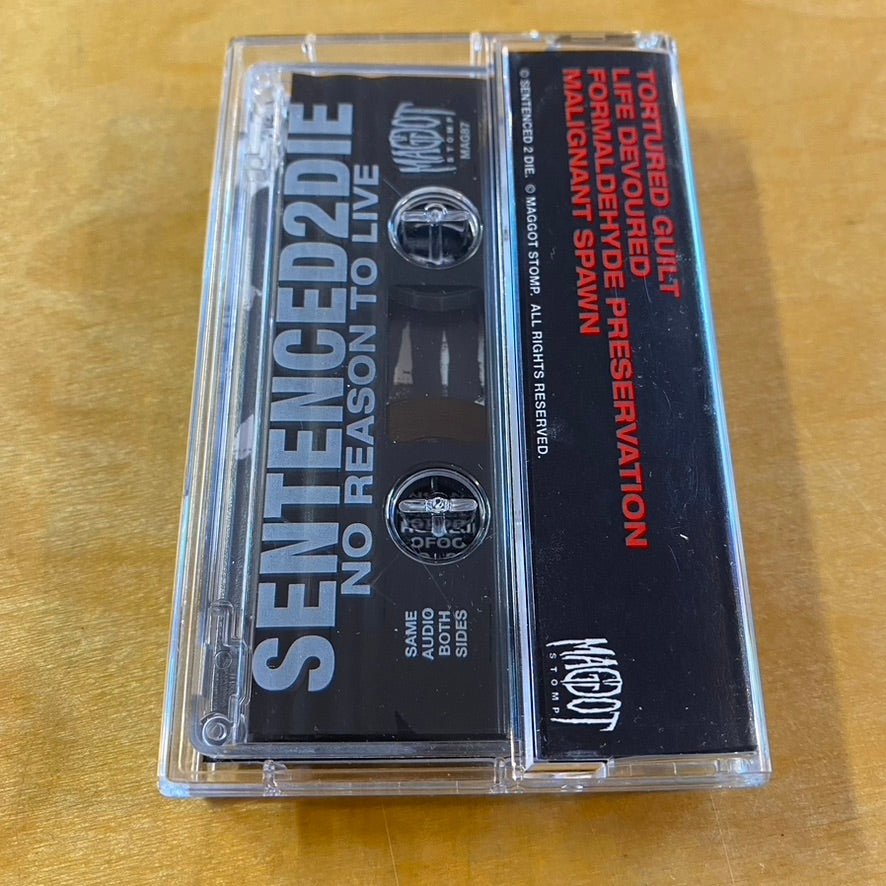 SENTENCED2DIE
NO REASON TO LIVE
MAGGOT
STOMP
MAG87
SAME
AUDIO
BOTH
SIDES
TORTURED GUILT
LIFE DEVOURED
FORMALDEHYDE PRESERVATION
MALIGNANT SPAWN
© SENTENCED 2 DIE. © MAGGOT STOMP. ALL RIGHTS RESERVED.
MAGGOT
STOMP